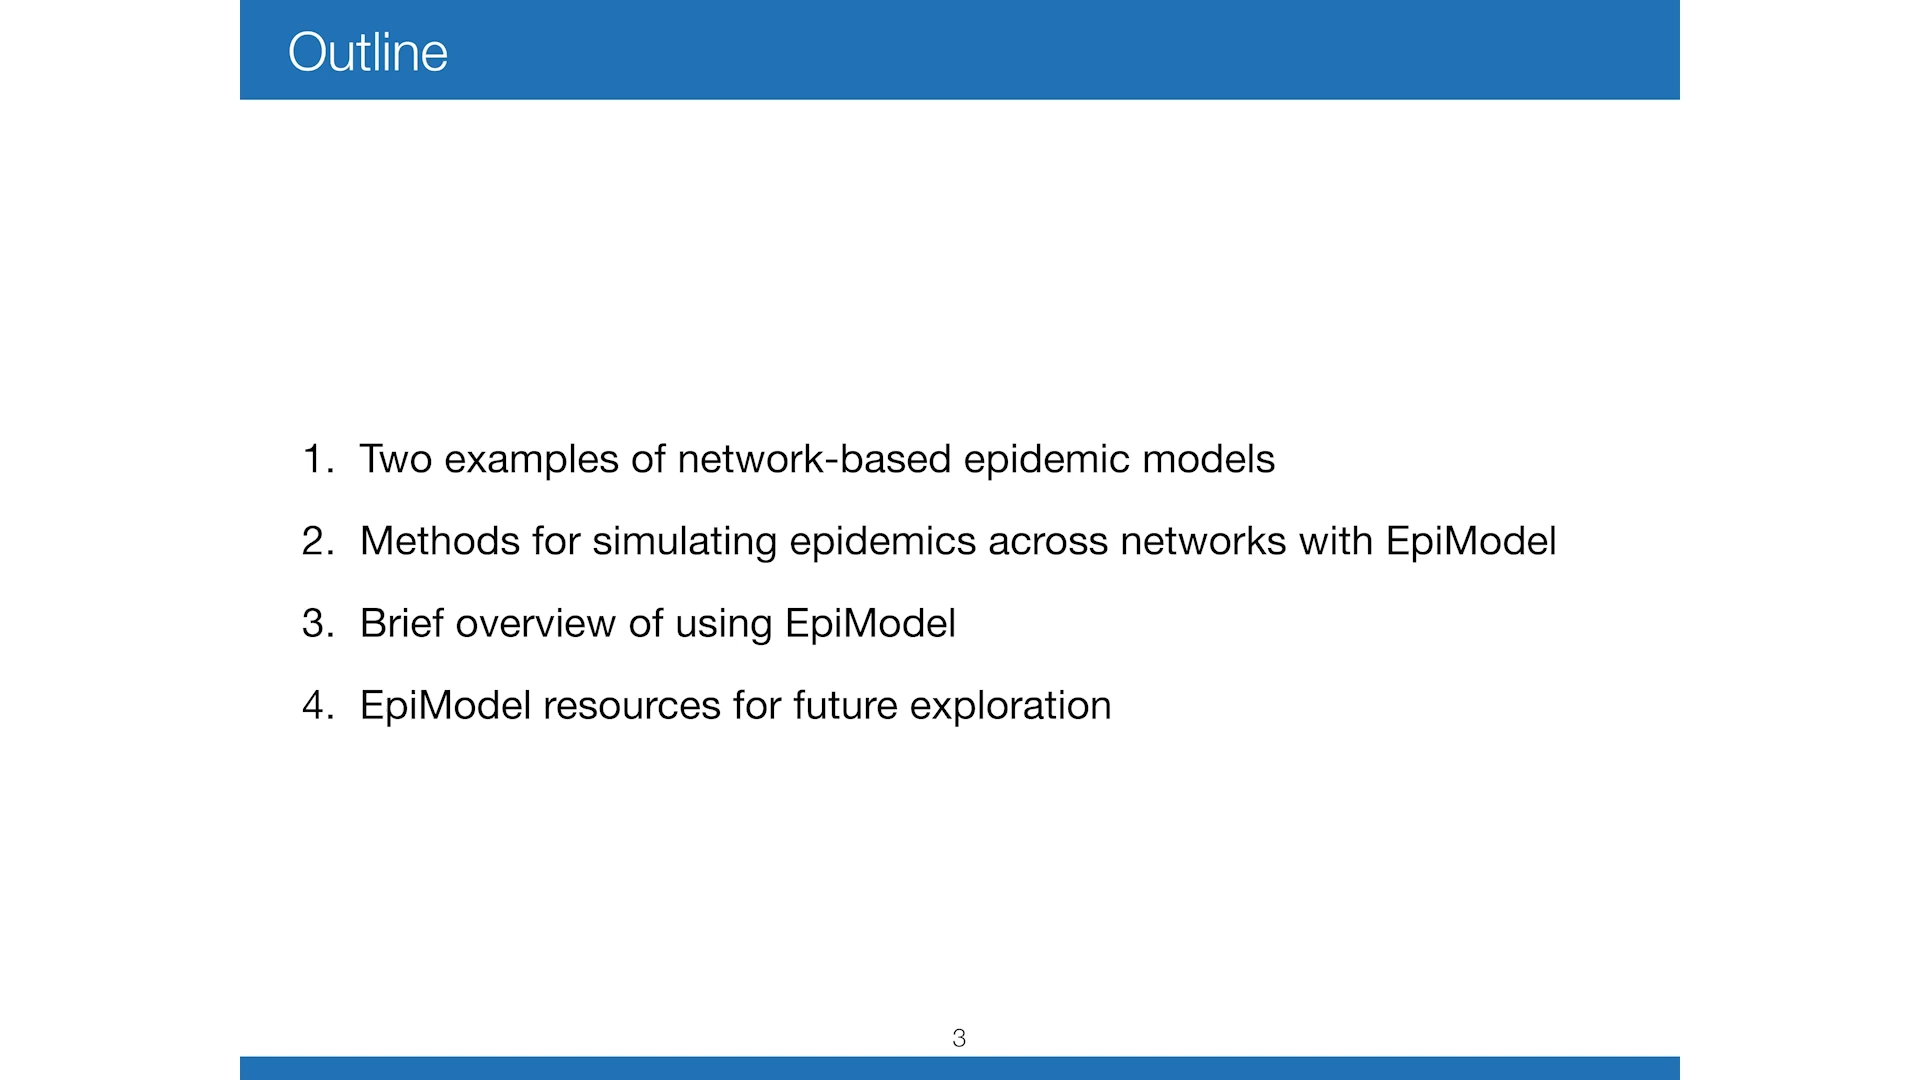 Outline
1. Two examples of network-based epidemic models
2. Methods for simulating epidemics across networks with EpiModel
3. Brief overview of using EpiModel
4. EpiModel resources for future exploration
3